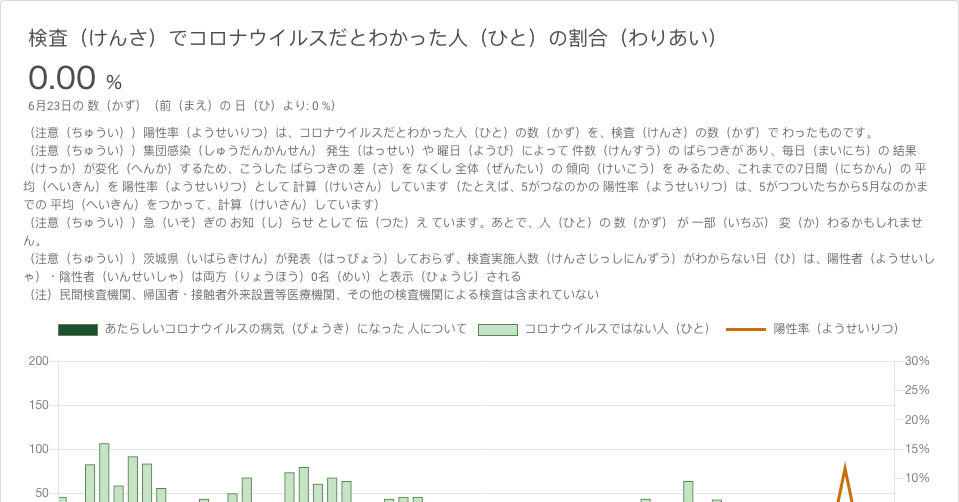 検査（けんさ）でコロナウイルスだとわかった人（ひと）の割合（わりあい）
0.00 %
6月23日の 数（かず）（前（まえ）の 日（ひ）より: 0 %）
（注意（ちゅうい））陽性率（ようせいりつ）は、コロナウイルスだとわかった人（ひと）の数（かず）を、検査（けんさ）の数（かず）で わったものです。
（注意（ちゅうい））集団感染（しゅうだんかんせん） 発生（はっせい）や 曜日（ようび）によって 件数（けんすう）の ばらつきが あり、毎日（まいにち）の 結果
（けっか）が変化（へんか）するため、こうした ばらつきの 差（さ）を なくし 全体（ぜんたい）の 傾向（けいこう）を みるため、これまでの7日間（にちかん）の 平
均（へいきん）を 陽性率（ようせいりつ）として 計算（けいさん）しています（たとえば、5がつなのかの 陽性率（ようせいりつ）は、5がつついたちから5月なのかま
での 平均（へいきん）をつかって、計算（けいさん）しています）
（注意（ちゅうい））急（いそ）ぎの お知（し）らせ として 伝（つた）え ています。あとで、人（ひと）の 数（かず） が 一部（いちぶ） 変（か）わるかもしれませ
ん。
（注意（ちゅうい））茨城県（いばらきけん）が発表（はっぴょう）しておらず、検査実施人数（けんさじっしにんずう）がわからない日（ひ）は、陽性者（ようせいし
ゃ）・陰性者（いんせいしゃ）は両方（りょうほう）0名（めい）と表示（ひょうじ）される
（注）民間検査機関、帰国者・接触者外来設置等医療機関、その他の検査機関による検査は含まれていない
あたらしいコロナウイルスの病気（びょうき）になった 人について コロナウイルスではない人（ひと） 陽性率（ようせいりつ）
200 30%
25%
150
20%
100 15%
10%
50